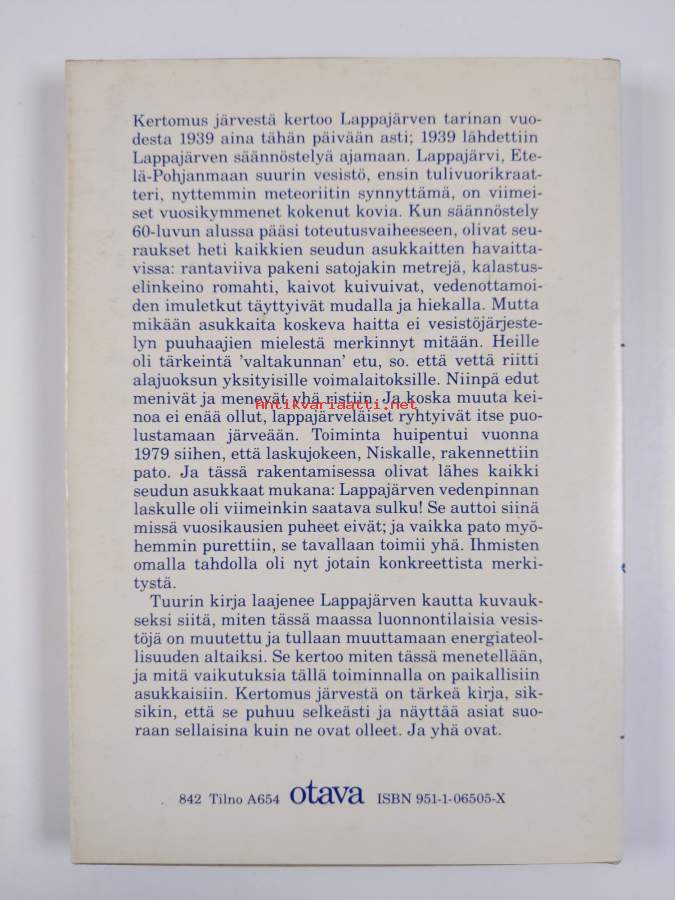 Kertomus järvestä kertoo Lappajärven tarinan vuo-
desta 1939 aina tähän päivään asti; 1939 lähdettiin
Lappajärven säännöstelyä ajamaan. Lappajärvi, Ete-
lä-Pohjanmaan suurin vesistö, ensin tulivuorikraat-
teri, nyttemmin meteoriitin synnyttämä, on viimei-
set vuosikymmenet kokenut kovia. Kun säännöstely
60-luvun alussa pääsi toteutusvaiheeseen, olivat seu-
raukset heti kaikkien seudun asukkaitten havaitta-
vissa: rantaviiva pakeni satojakin metrejä, kalastus-
elinkeino romahti, kaivot kuivuivat, vedenottamoi-
den imuletkut täyttyivät mudalla ja hiekalla. Mutta
mikään asukkaita koskeva haitta ei vesistöjärjeste-
lyn puuhaajien mielestä merkinnyt mitään. Heille
oli tärkeintä 'valtakunnan' etu, so. että vettä riitti
alajuoksun yksityisille voimalaitoksille. Niinpä edut
menivät ja menevät yhä ristiin. Ja koska muuta kei-
Antikvariaatti.net
noa ei enää ollut, lappajärveläiset ryhtyivät itse puo-
lustamaan järveään. Toiminta huipentui vuonna
1979 siihen, että laskujokeen, Niskalle, rakennettiin
pato. Ja tässä rakentamisessa olivat lähes kaikki
seudun asukkaat mukana: Lappajärven vedenpinnan
laskulle oli viimeinkin saatava sulku! Se auttoi siinä
missä vuosikausien puheet eivät; ja vaikka pato myö-
hemmin purettiin, se tavallaan toimii yhä. Ihmisten
omalla tahdolla oli nyt jotain konkreettista merki-
tystä.
Tuurin kirja laajenee Lappajärven kautta kuvauk-
seksi siitä, miten tässä maassa luonnontilaisia vesis-
töjä on muutettu ja tullaan muuttamaan energiateol-
lisuuden altaiksi. Se kertoo miten tässä menetellään,
ja mitä vaikutuksia tällä toiminnalla on paikallisiin
asukkaisiin. Kertomus järvestä on tärkeä kirja, sik-
sikin, että se puhuu selkeästi ja näyttää asiat suo-
raan sellaisina kuin ne ovat olleet. Ja yhä ovat.
842 Tilno A654 otava ISBN 951-1-06505-X